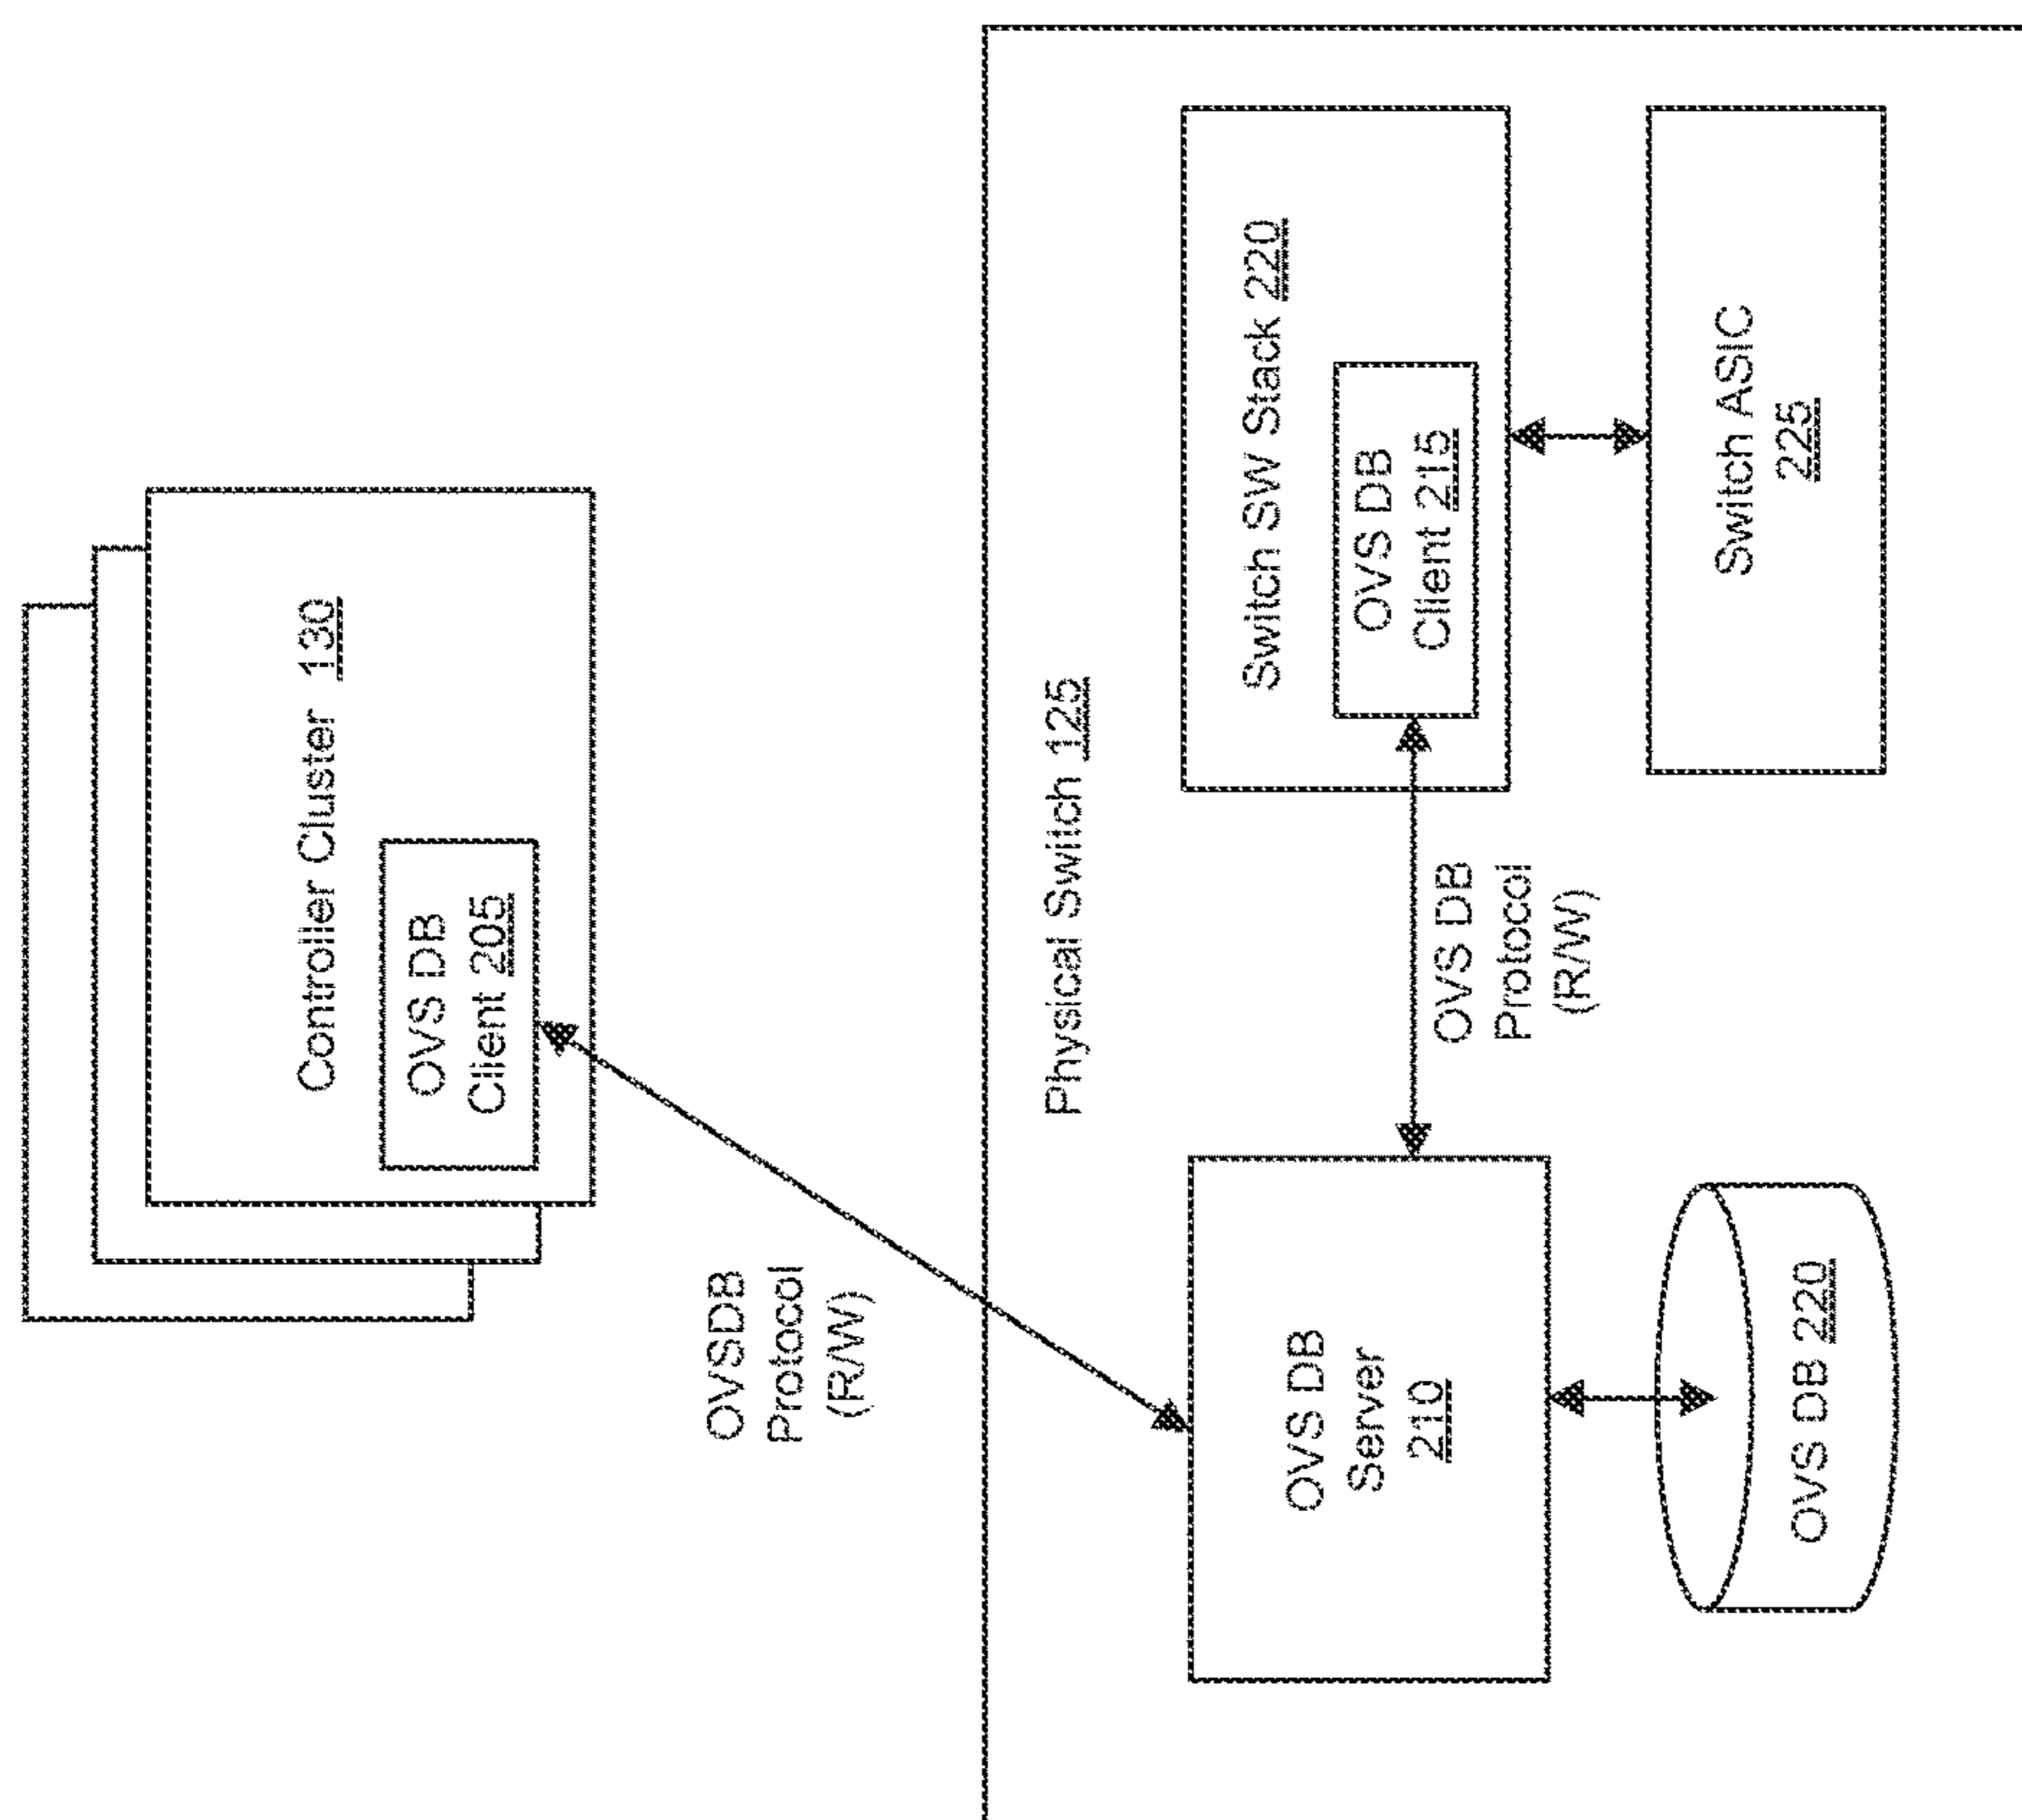 Controller Cluster 130
OVS DB
Client 205
OVSDB
Protocol
(R/W)
Physical Switch 125
OVS DB
Server
210
OVS DB 220
OVS DB
Protocol
(R/W)
Switch SW Stack 220
OVS DB
Client 215
Switch ASIC
225